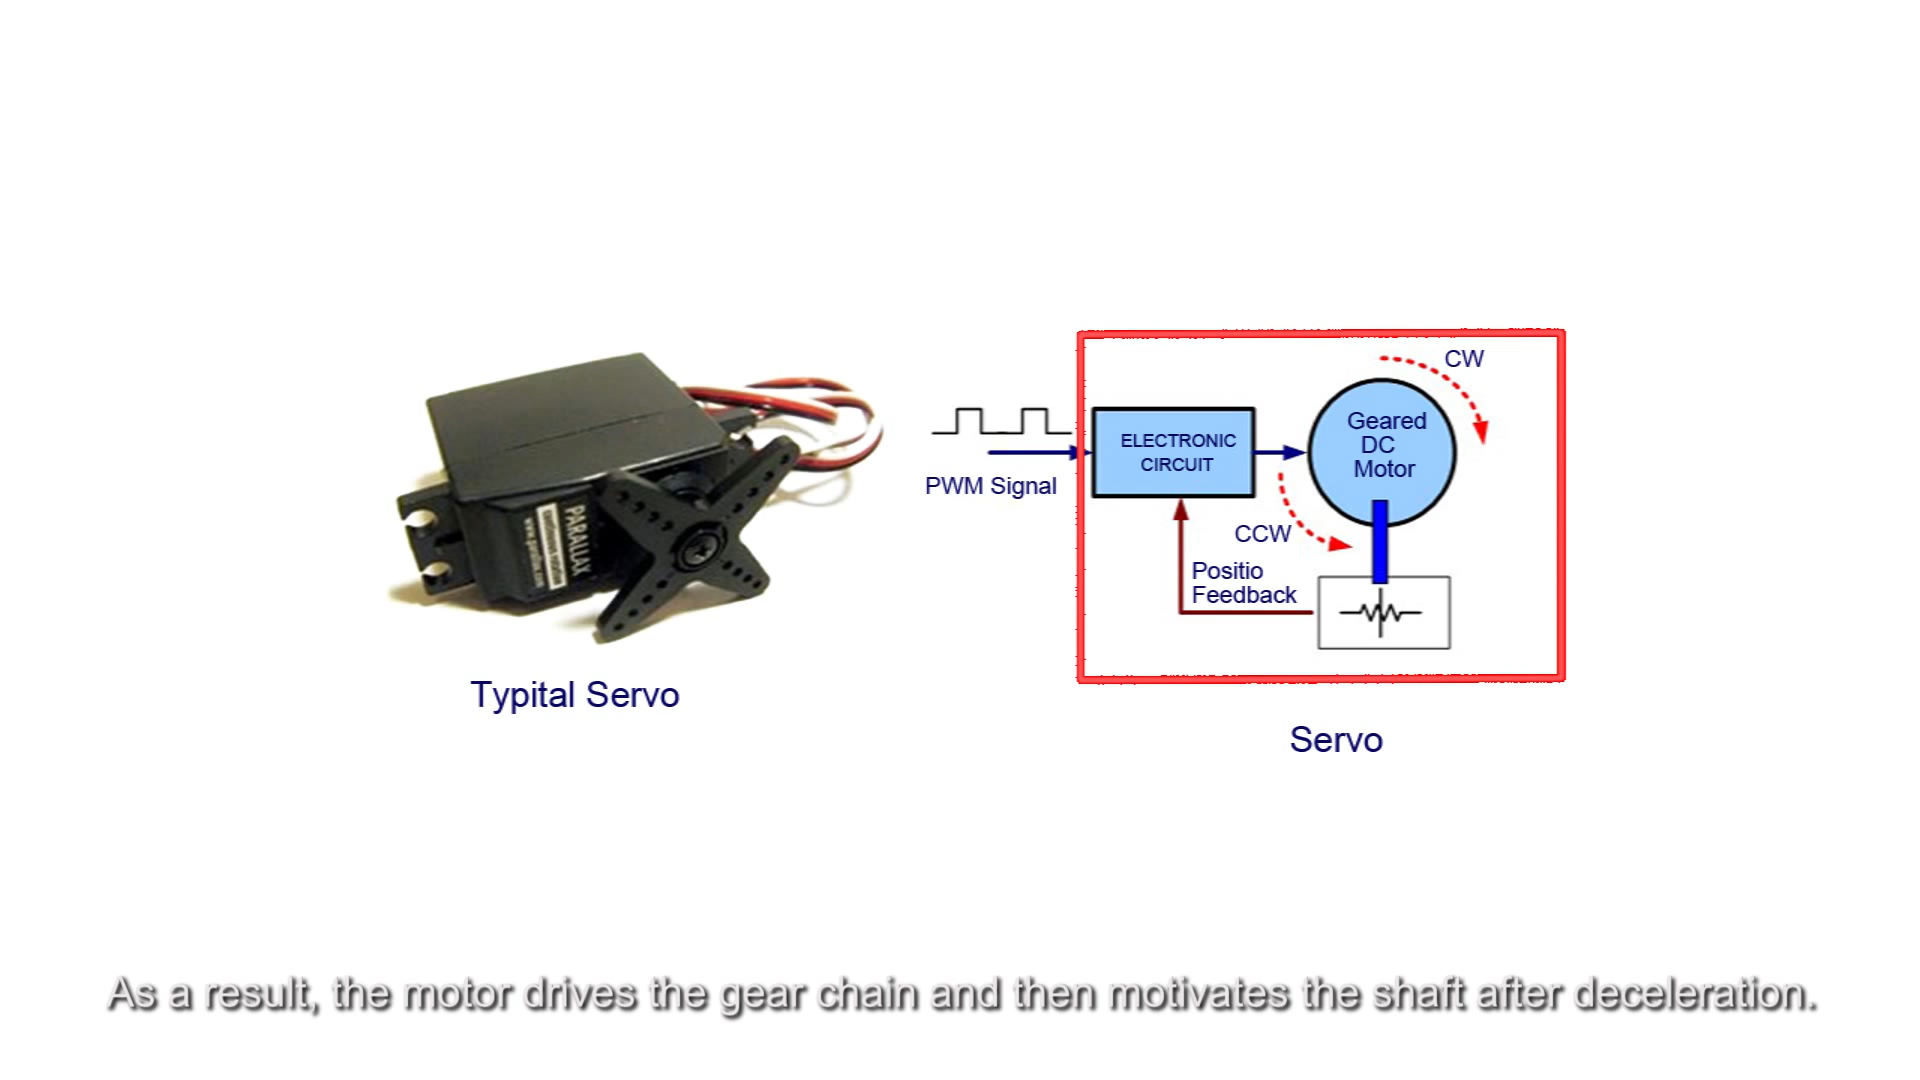 CW
Geared
DC
Motor
ELECTRONIC
CIRCUIT
PWM Signal
CCW
Positio
Feedback
PARALLAX
Typital Servo
Servo
As a result, the motor drives the gear chain and then motivates the shaft after deceleration.